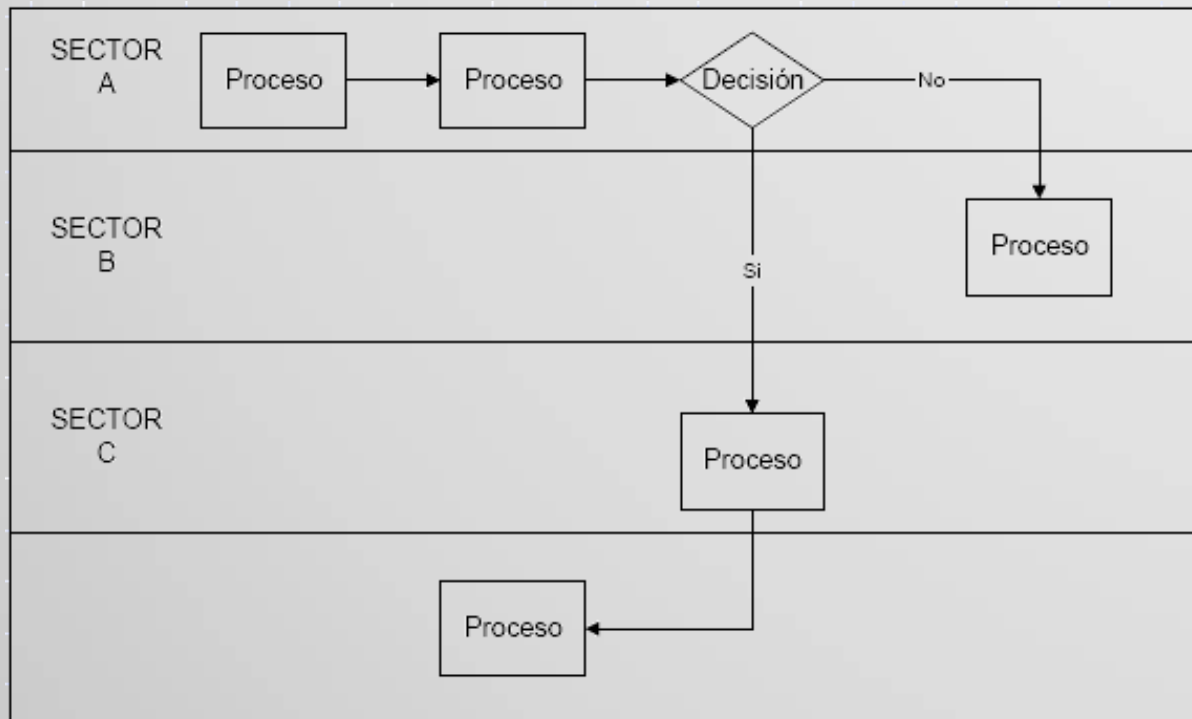 SECTOR
A
Proceso
Proceso
Decisión
No
SECTOR
B
Proceso
Si
SECTOR
C
Proceso
Proceso